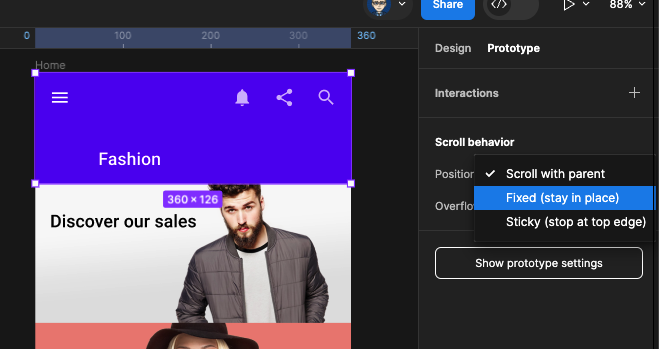 Share
88%
0
100
200
300
360
Design
Prototype
Home
Interactions
Fashion
Scroll behavior
Position
Scroll with parent
360 × 126
Fixed (stay in place)
Discover our sales
Overflo
Sticky (stop at top edge)
Show prototype settings